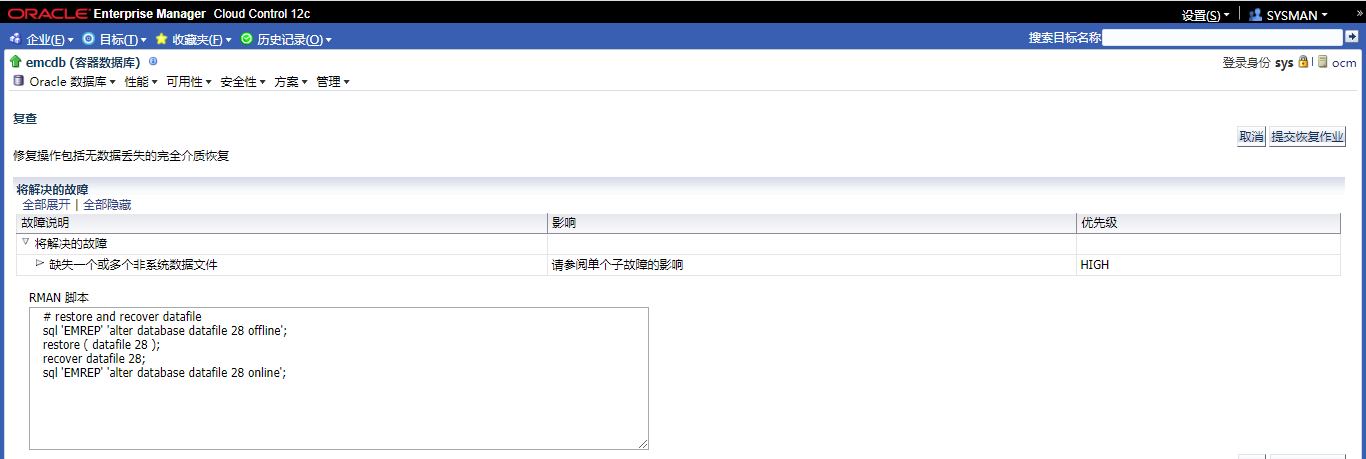 ORACLE Enterprise Manager Cloud Control 12c
设置(S) SYSMAN »
企业(E) 目标(T) 收藏夹(F) 历史记录(O) 搜索目标名称
emcdb (容器数据库) 登录身份 sys ocm
Oracle 数据库 性能 可用性 安全性 方案 管理
复查
取消 提交恢复作业
修复操作包括无数据丢失的完全介质恢复
将解决的故障
全部展开 | 全部隐藏
故障说明 影响 优先级
将解决的故障
缺失一个或多个非系统数据文件 请参阅单个子故障的影响 HIGH
RMAN 脚本
# restore and recover datafile
sql 'EMREP' 'alter database datafile 28 offline';
restore ( datafile 28 );
recover datafile 28;
sql 'EMREP' 'alter database datafile 28 online';